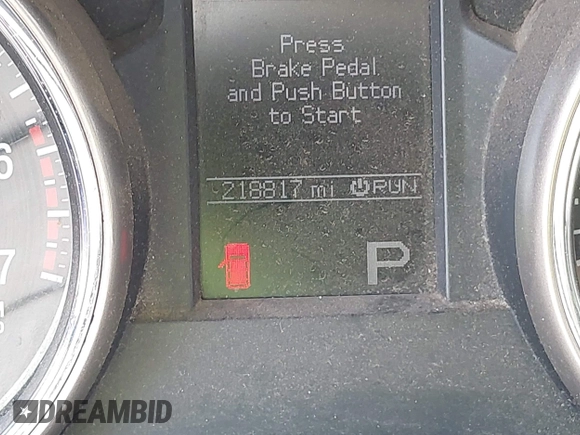 Press
Brake Pedal
and Push Button
to Start
218817 mi RUN
P
6
7
DREAMBID